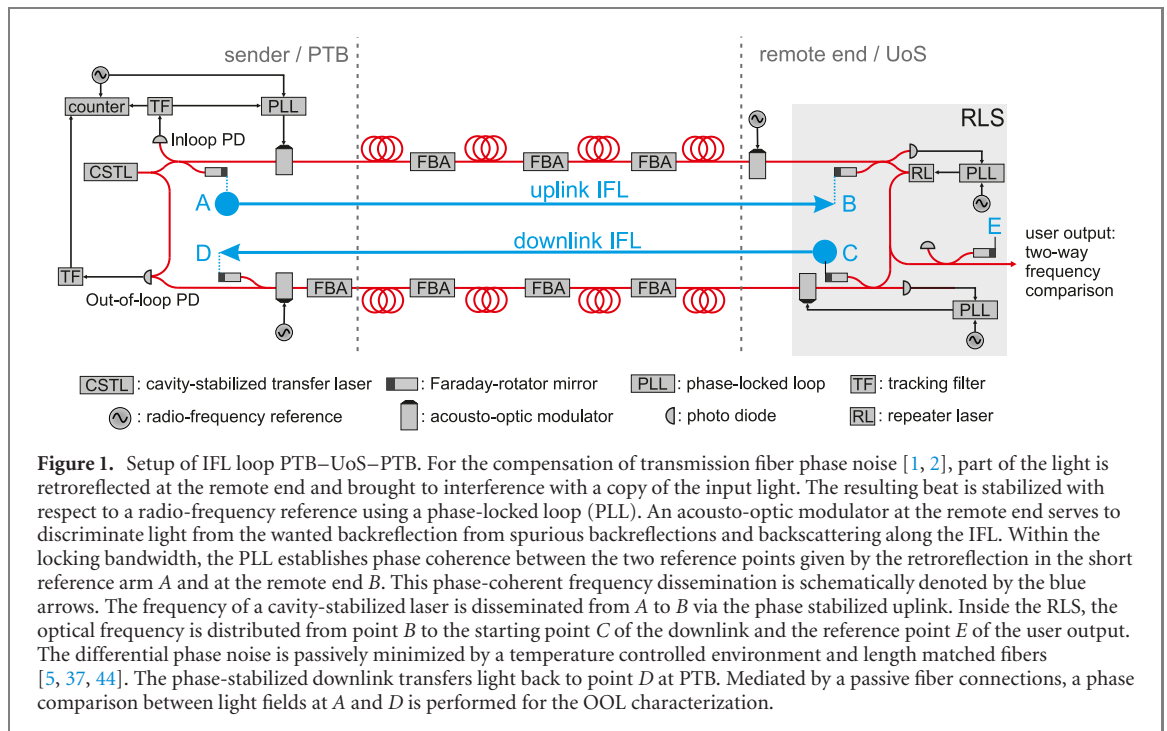 sender / PTB
remote end / UoS
RLS
counter
TF
PLL
Inloop PD
CSTL
FBA
FBA
FBA
RL
PLL
A
uplink IFL
B
E
D
downlink IFL
C
user output:
two-way
frequency
comparison
TF
Out-of-loop PD
FBA
FBA
FBA
FBA
PLL
CSTL : cavity-stabilized transfer laser
: Faraday-rotator mirror
PLL : phase-locked loop
TF : tracking filter
: radio-frequency reference
: acousto-optic modulator
: photo diode
RL : repeater laser
Figure 1. Setup of IFL loop PTB–UoS–PTB. For the compensation of transmission fiber phase noise [1, 2], part of the light is
retroreflected at the remote end and brought to interference with a copy of the input light. The resulting beat is stabilized with
respect to a radio-frequency reference using a phase-locked loop (PLL). An acousto-optic modulator at the remote end serves to
discriminate light from the wanted backreflection from spurious backreflections and backscattering along the IFL. Within the
locking bandwidth, the PLL establishes phase coherence between the two reference points given by the retroreflection in the short
reference arm A and at the remote end B. This phase-coherent frequency dissemination is schematically denoted by the blue
arrows. The frequency of a cavity-stabilized laser is disseminated from A to B via the phase stabilized uplink. Inside the RLS, the
optical frequency is distributed from point B to the starting point C of the downlink and the reference point E of the user output.
The differential phase noise is passively minimized by a temperature controlled environment and length matched fibers
[5, 37, 44]. The phase-stabilized downlink transfers light back to point D at PTB. Mediated by a passive fiber connections, a phase
comparison between light fields at A and D is performed for the OOL characterization.